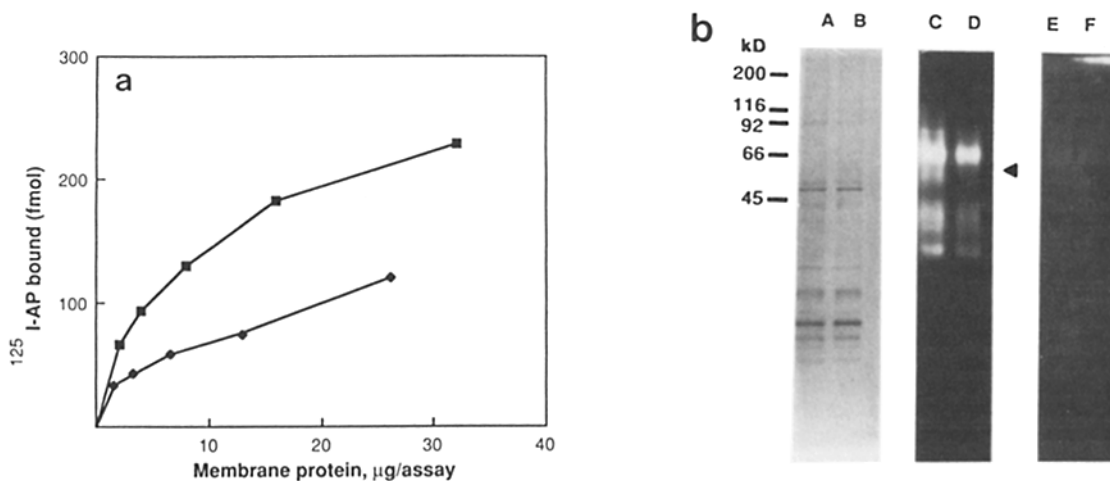 a
300
200
100
10 20 30 40
Membrane protein, μg/assay
125 I-AP bound (fmol)
b
A B C D E F
kD
200
116
92
66
45